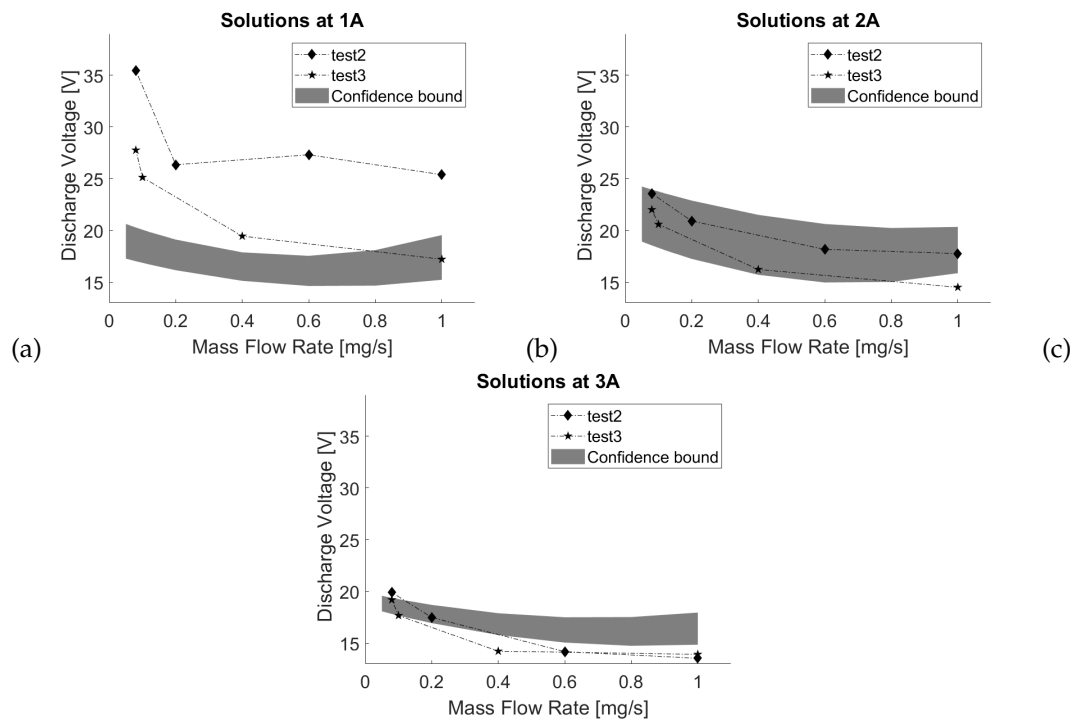 Solutions at 1A
test2
test3
Confidence bound
35
30
25
20
15
Discharge Voltage [V]
0
0.2
0.4
0.6
0.8
1
Mass Flow Rate [mg/s]
(a)
Solutions at 2A
test2
test3
Confidence bound
35
30
25
20
15
Discharge Voltage [V]
0
0.2
0.4
0.6
0.8
1
Mass Flow Rate [mg/s]
(b)
(c)
Solutions at 3A
test2
test3
Confidence bound
35
30
25
20
15
Discharge Voltage [V]
0
0.2
0.4
0.6
0.8
1
Mass Flow Rate [mg/s]